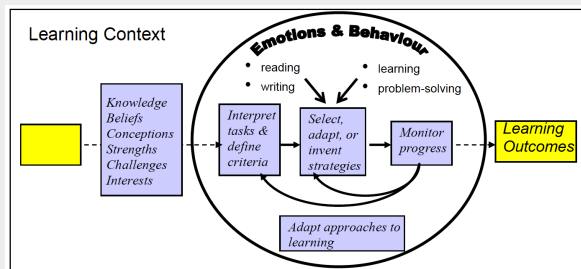 Learning Context
Emotions & Behaviour
• reading
• writing
• learning
• problem-solving
Knowledge
Beliefs
Conceptions
Strengths
Challenges
Interests
Interpret
tasks &
define
criteria
Select,
adapt, or
invent
strategies
Monitor
progress
Learning
Outcomes
Adapt approaches to
learning